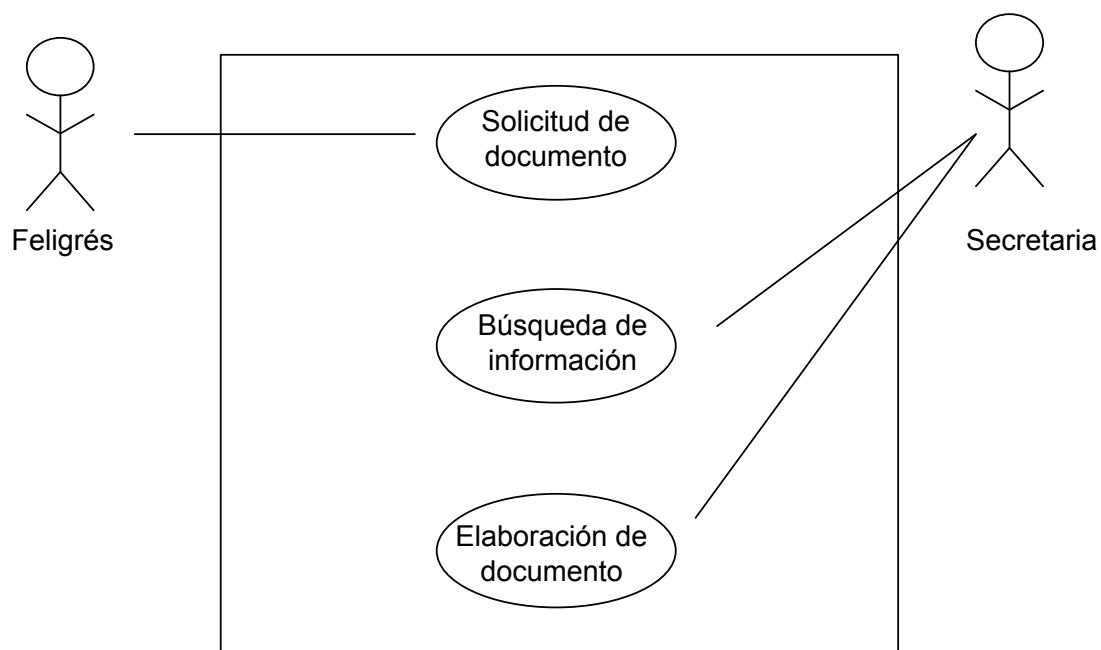 Solicitud de
documento
Feligrés
Secretaria
Búsqueda de
información
Elaboración de
documento